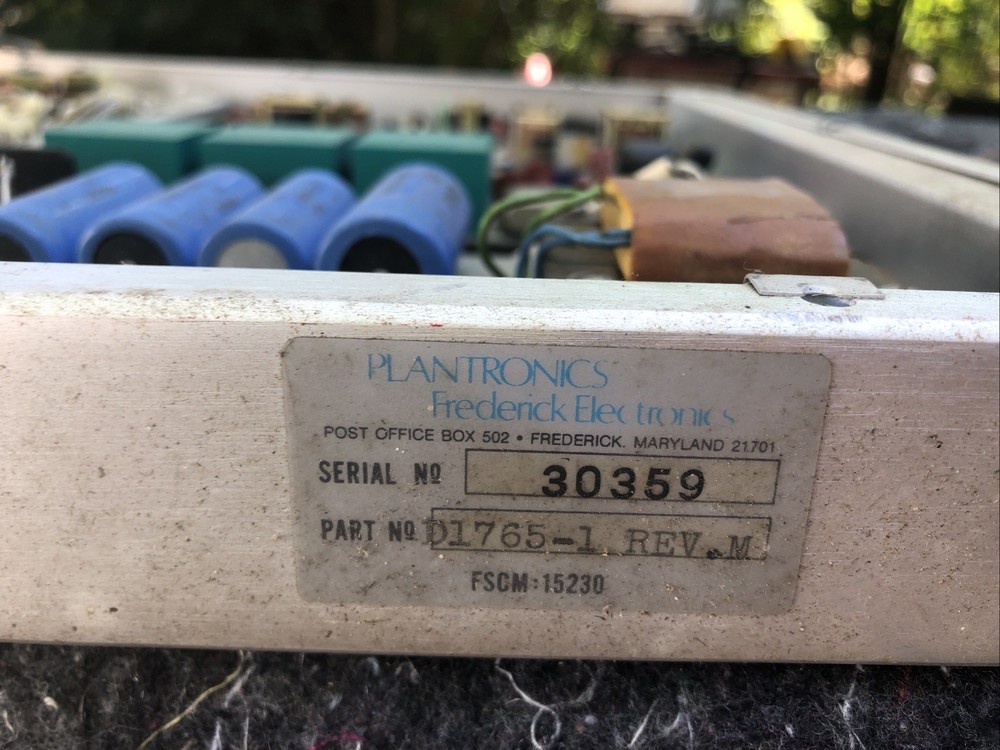 PLANTRONICS
Frederick Electronics
POST OFFICE BOX 502 • FREDERICK. MARYLAND 21701
SERIAL Nº 30359
PART Nº D1765-1 REV.M
FSCM:15230